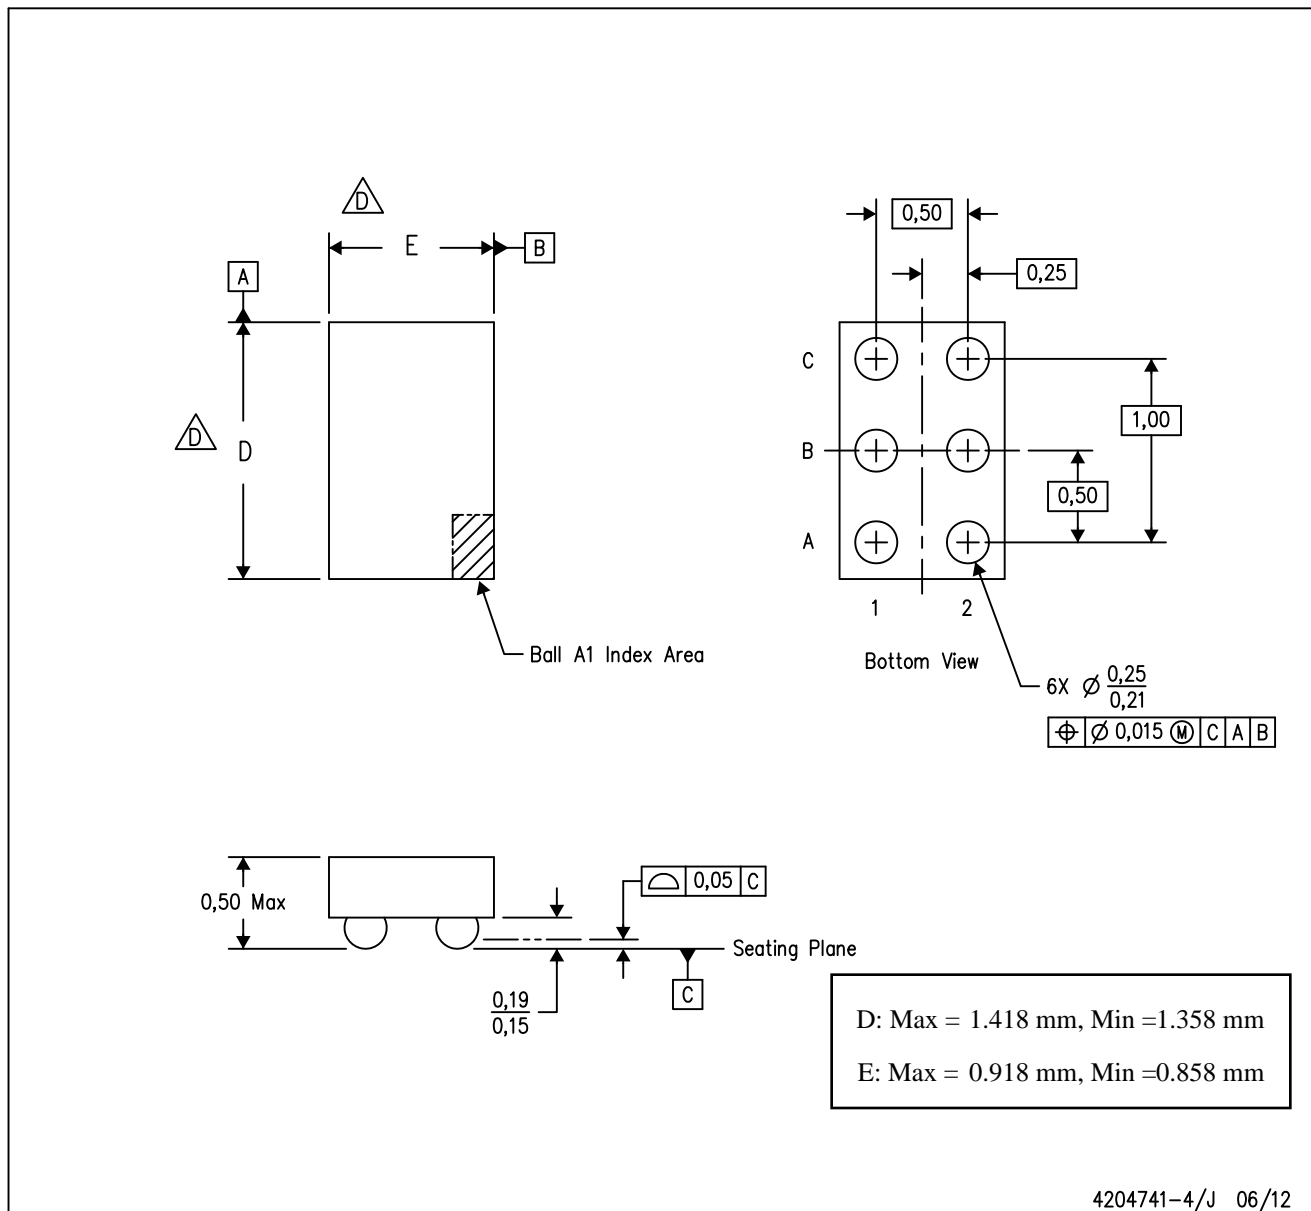 D
E
B
A
D
Ball A1 Index Area
0,50
0,25
C
B
A
1,00
0,50
1 2
Bottom View
6X Ø 0,25
0,21
⌖ Ø 0,015 Ⓜ C A B
0,50 Max
⌓ 0,05 C
Seating Plane
C
0,19
0,15
D: Max = 1.418 mm, Min =1.358 mm
E: Max = 0.918 mm, Min =0.858 mm
4204741-4/J 06/12